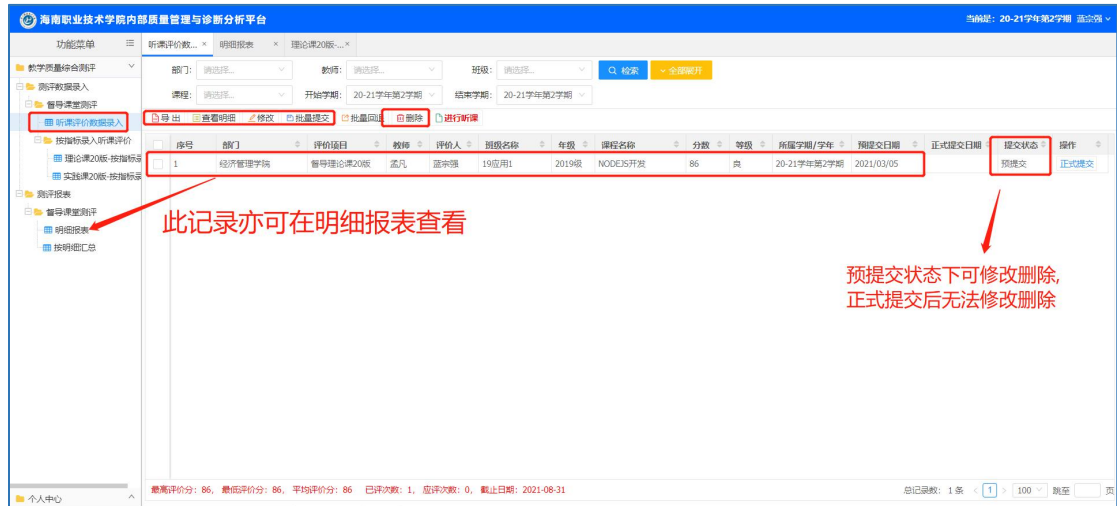 海南职业技术学院内部质量管理与诊断分析平台
当前是：20-21学年第2学期 蓝宗强
功能菜单
听课评价数... × 明细报表 × 理论课20版-...×
教学质量综合测评
测评数据录入
督导课堂测评
听课评价数据录入
按指标录入听课评价
理论课20版-按指标录
实践课20版-按指标录
测评报表
督导课堂测评
明细报表
按明细汇总
个人中心
部门： 请选择... 教师： 请选择... 班级： 请选择... 检索 全部展开
课程： 请选择... 开始学期： 20-21学年第2学期 结束学期： 20-21学年第2学期
导出 查看明细 修改 批量提交 批量回退 删除 进行听课
序号 部门 评价项目 教师 评价人 班级名称 年级 课程名称 分数 等级 所属学期/学年 预提交日期 正式提交日期 提交状态 操作
1 经济管理学院 督导理论课20版 孟凡 蓝宗强 19应用1 2019级 NODEJS开发 86 良 20-21学年第2学期 2021/03/05 预提交 正式提交
此记录亦可在明细报表查看
预提交状态下可修改删除,
正式提交后无法修改删除
最高评价分：86, 最低评价分：86, 平均评价分：86 已评次数：1, 应评次数：0, 截止日期：2021-08-31
总记录数：1 条 < 1 > 100 跳至 页